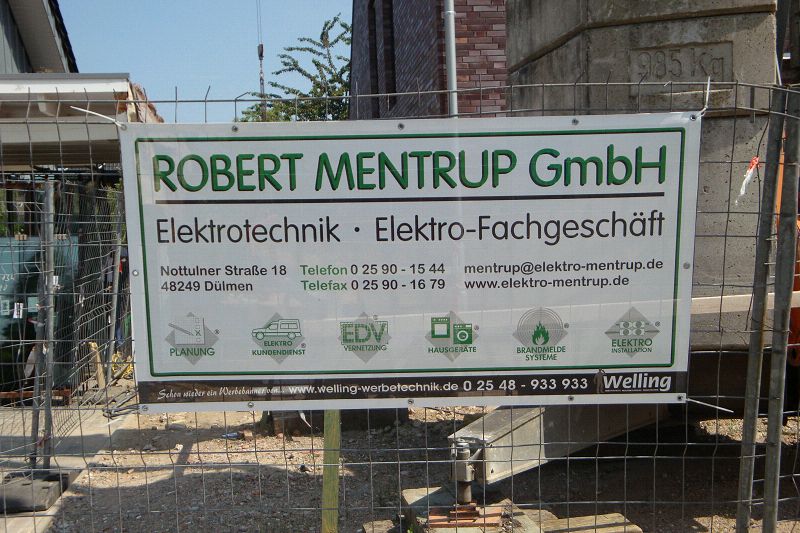 985 Kg
ROBERT MENTRUP GmbH
Elektrotechnik · Elektro-Fachgeschäft
Nottulner Straße 18 Telefon 0 25 90 - 15 44 mentrup@elektro-mentrup.de
48249 Dülmen Telefax 0 25 90 - 16 79 www.elektro-mentrup.de
PLANUNG
ELEKTRO KUNDENDIENST
EDV VERNETZUNG
HAUSGERÄTE
BRANDMELDE SYSTEME
ELEKTRO INSTALLATION
Schon wieder ein Werbebanner von... www.welling-werbetechnik.de 0 25 48 - 933 933 Welling